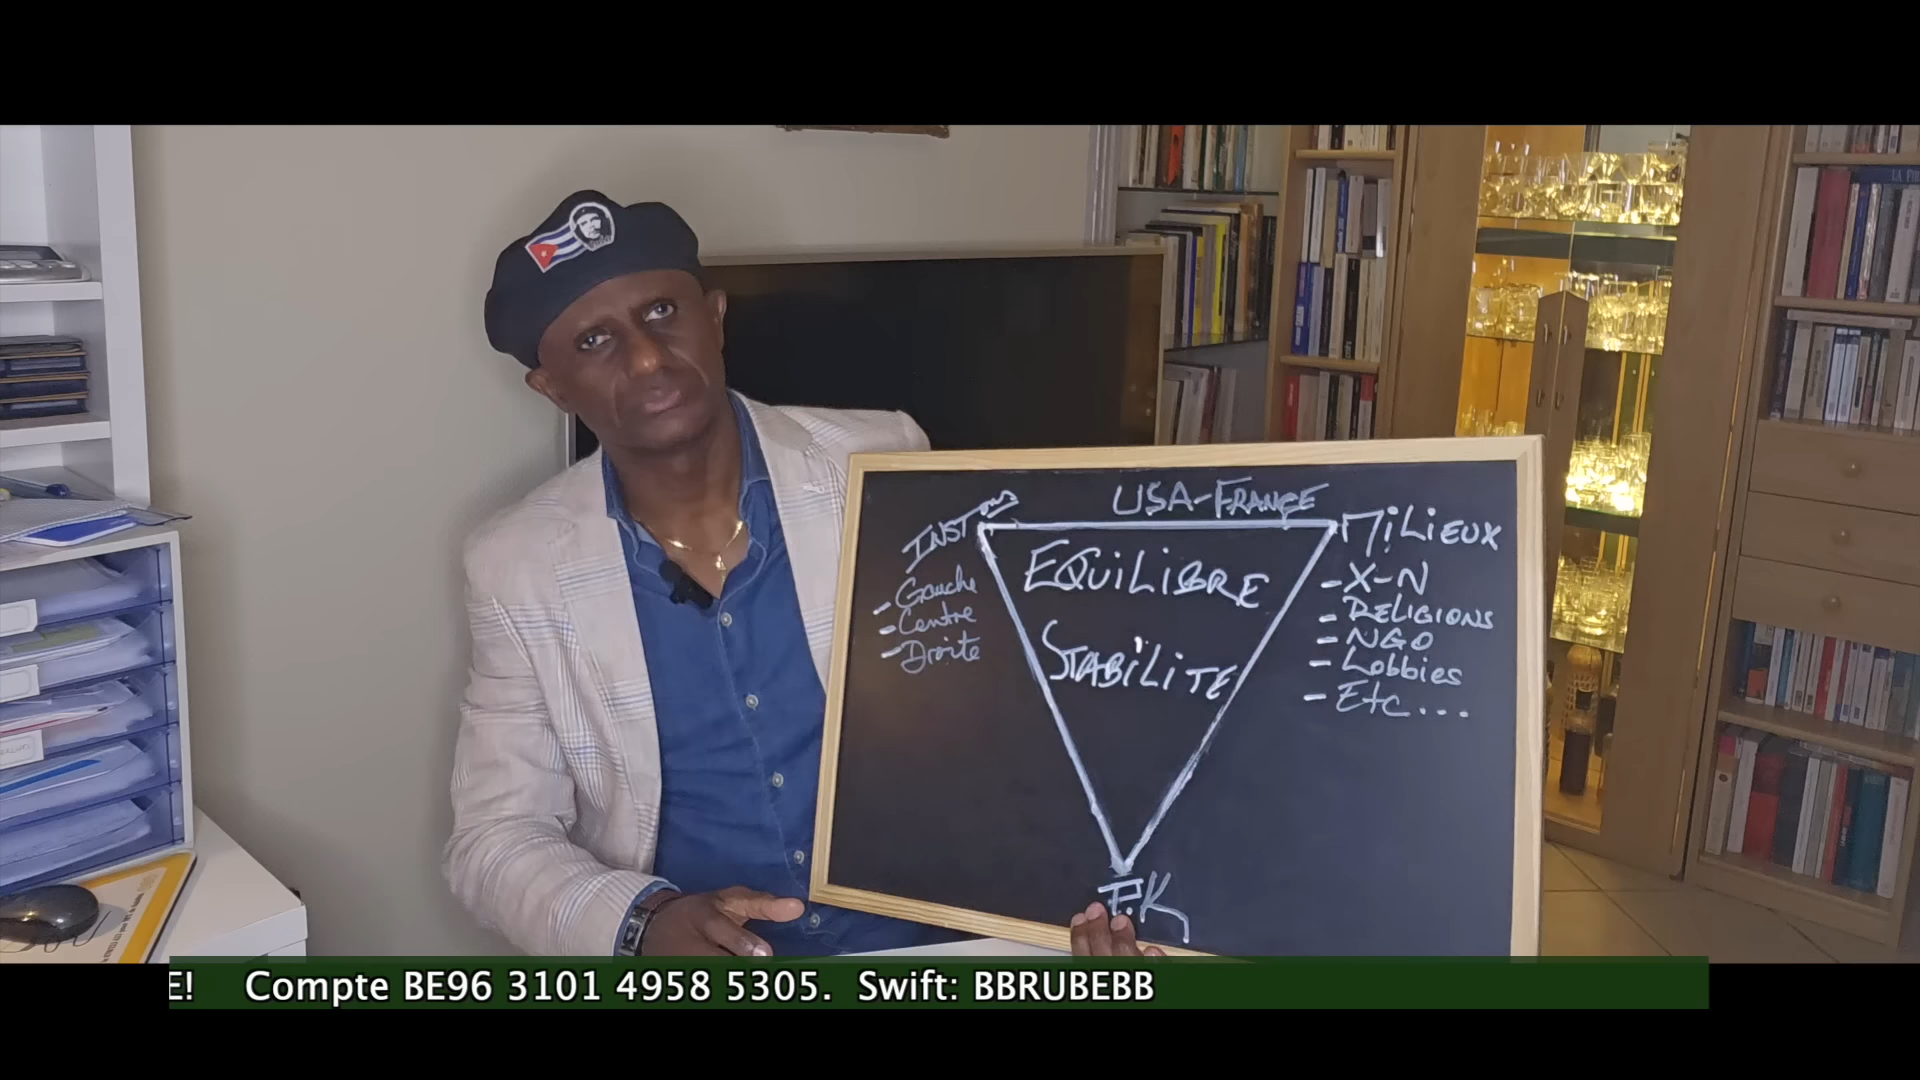 USA-FRANCE
INSTIONS
- Gauche
- Centre
- Droite
EQUILIBRE
STABILITE
MILIEUX
- X-N
- RELIGIONS
- NGO
- Lobbies
- Etc...
E! Compte BE96 3101 4958 5305. Swift: BBRUBEBB